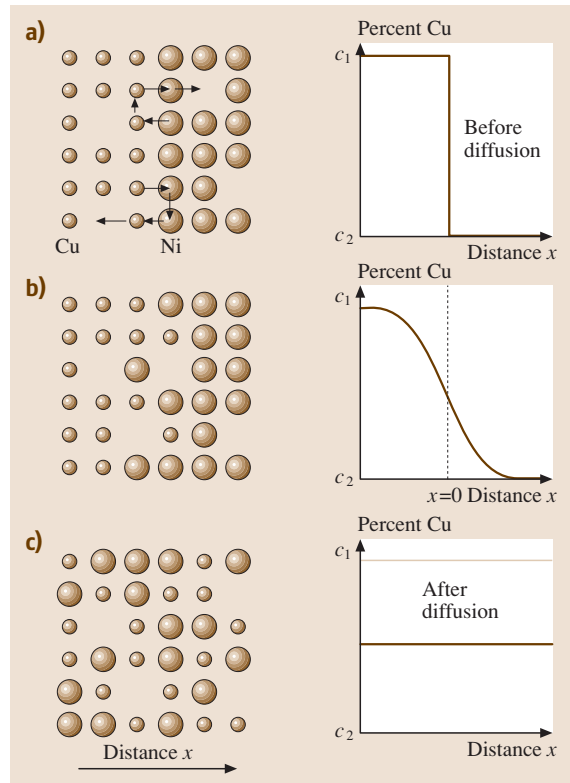 a)
Percent Cu
c1
Before
diffusion
c2
Distance x
Cu
Ni
b)
Percent Cu
c1
c2
x=0 Distance x
c)
Percent Cu
c1
After
diffusion
c2
Distance x
Distance x